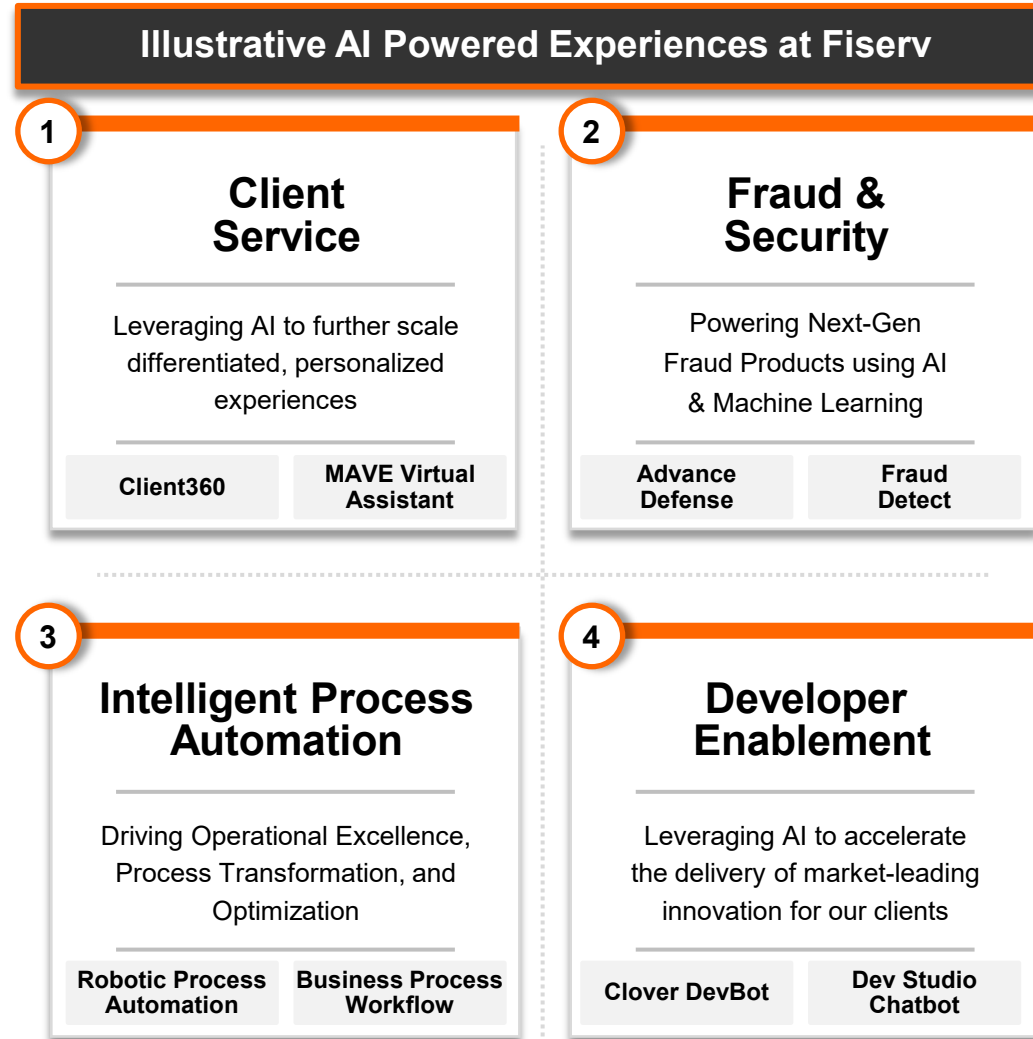 Illustrative AI Powered Experiences at Fiserv
1
Client
Service
Leveraging AI to further scale
differentiated, personalized
experiences
Client360
MAVE Virtual
Assistant
2
Fraud &
Security
Powering Next-Gen
Fraud Products using AI
& Machine Learning
Advance
Defense
Fraud
Detect
3
Intelligent Process
Automation
Driving Operational Excellence,
Process Transformation, and
Optimization
Robotic Process
Automation
Business Process
Workflow
4
Developer
Enablement
Leveraging AI to accelerate
the delivery of market-leading
innovation for our clients
Clover DevBot
Dev Studio
Chatbot